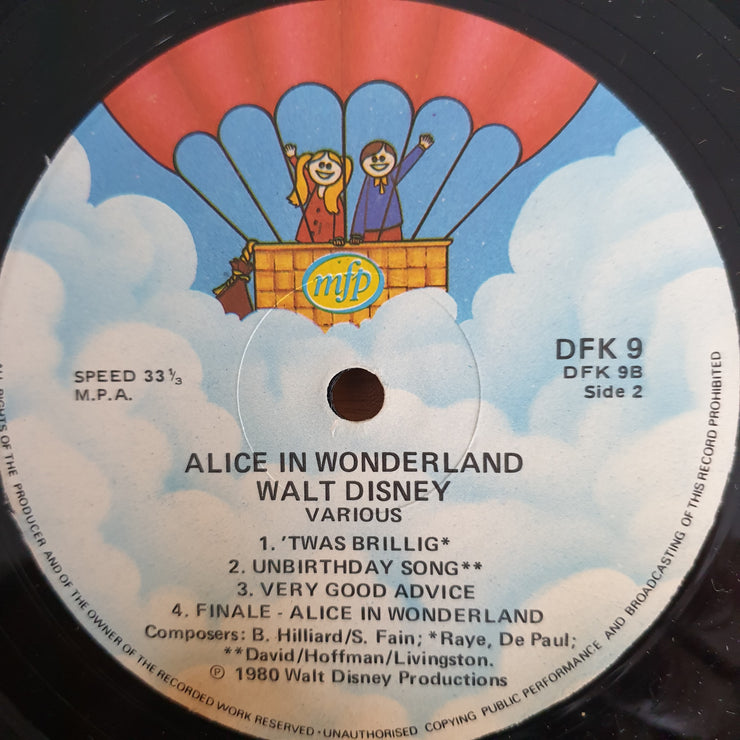 mfp
DFK 9
DFK 9B
Side 2
SPEED 33 ⅓
M.P.A.
ALICE IN WONDERLAND
WALT DISNEY
VARIOUS
1. 'TWAS BRILLIG*
2. UNBIRTHDAY SONG**
3. VERY GOOD ADVICE
4. FINALE - ALICE IN WONDERLAND
Composers: B. Hilliard/S. Fain; *Raye, De Paul;
**David/Hoffman/Livingston.
℗ 1980 Walt Disney Productions
ALL RIGHTS OF THE PRODUCER AND OF THE OWNER OF THE RECORDED WORK RESERVED · UNAUTHORISED COPYING PUBLIC PERFORMANCE AND BROADCASTING OF THIS RECORD PROHIBITED